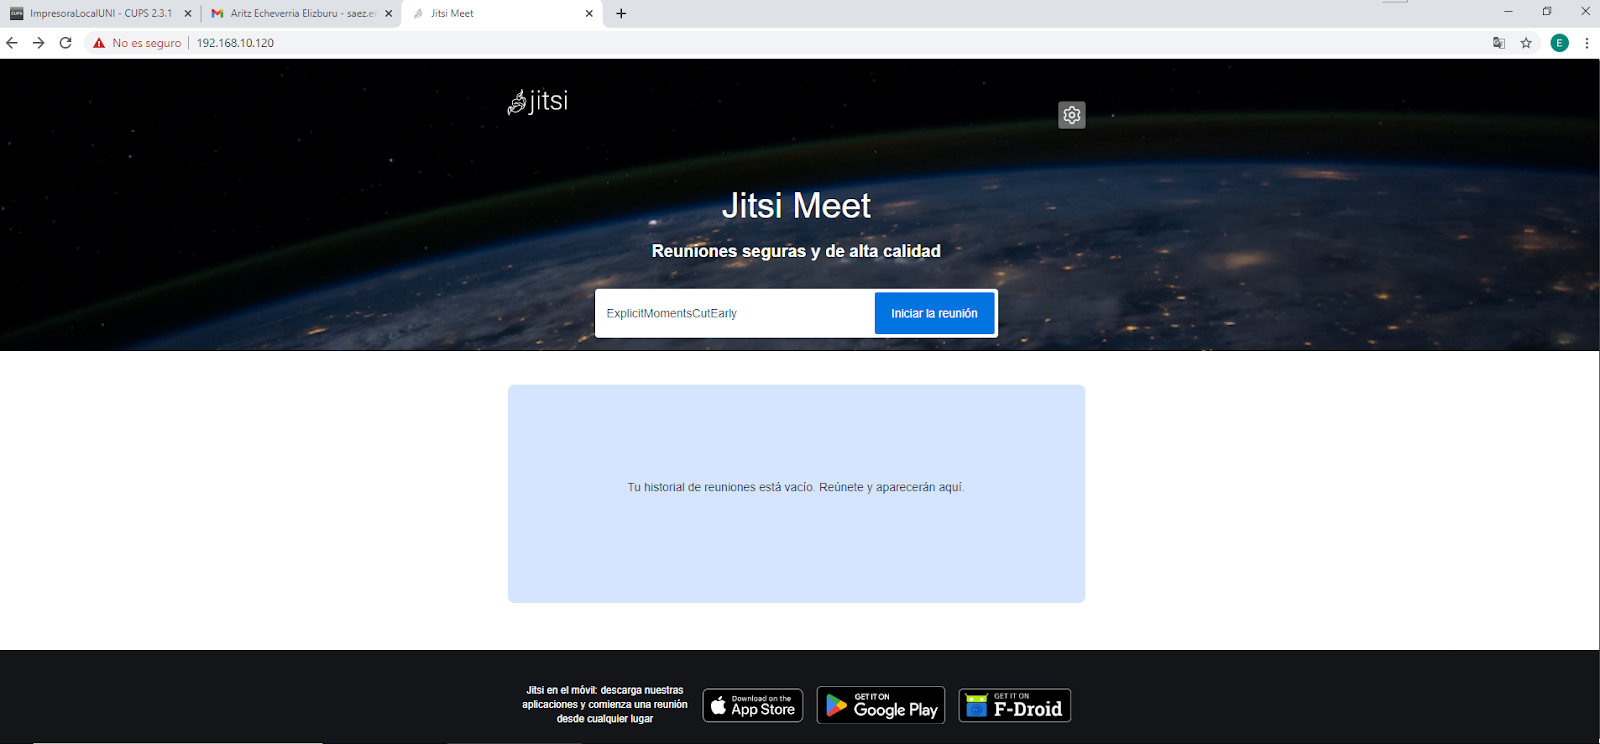 ImpresoraLocalUNI - CUPS 2.3.1
Aritz Echeverria Elizburu - saez.er
Jitsi Meet
No es seguro
192.168.10.120
E
jitsi
Jitsi Meet
Reuniones seguras y de alta calidad
ExplicitMomentsCutEarly
Iniciar la reunión
Tu historial de reuniones está vacío. Reúnete y aparecerán aquí.
Jitsi en el móvil: descarga nuestras
aplicaciones y comienza una reunión
desde cualquier lugar
Download on the
App Store
GET IT ON
Google Play
GET IT ON
F-Droid